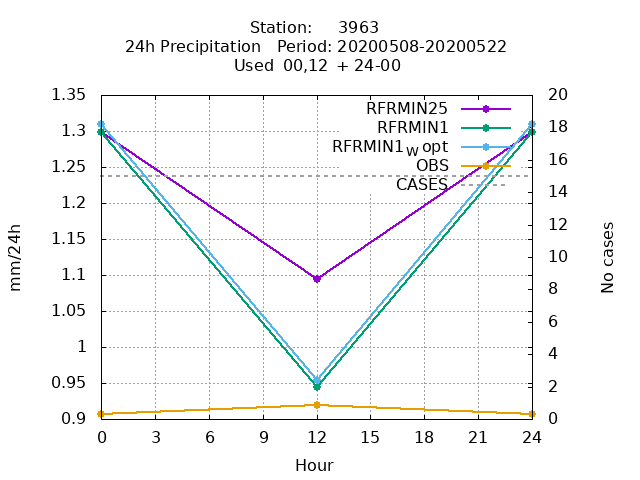 Station:     3963
24h Precipitation   Period: 20200508-20200522
Used  00,12  + 24-00
RFRMIN25
RFRMIN1
RFRMIN1_W opt
OBS
CASES
1.35
1.3
1.25
1.2
1.15
1.1
1.05
1
0.95
0.9
20
18
16
14
12
10
8
6
4
2
0
mm/24h
No cases
0 3 6 9 12 15 18 21 24
Hour